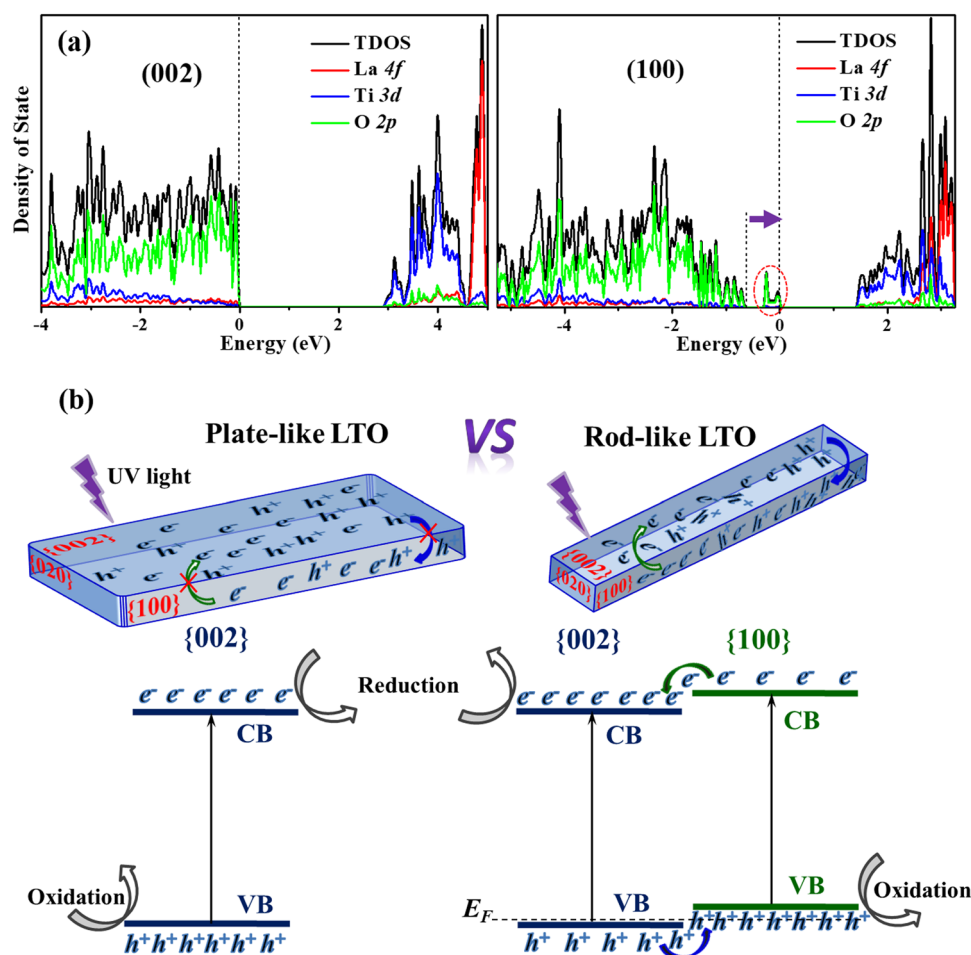 (a)
TDOS
La 4f
Ti 3d
O 2p
(002)
TDOS
La 4f
Ti 3d
O 2p
(100)
Density of State
-4 -2 0 2 4
Energy (eV)
-4 -2 0 2
Energy (eV)
(b)
Plate-like LTO
VS
Rod-like LTO
UV light
{002}
{020}
{100}
e⁻ h⁺ e⁻
e⁻ h⁺ e⁻ h⁺
h⁺ e⁻ h⁺ e⁻ e⁻ h⁺ e⁻ h⁺
e⁻ e⁻ h⁺ e⁻ e⁻ h⁺ h⁺
{002}
{020}
{100}
{002}
{002}
{100}
e⁻ e⁻ e⁻ e⁻ e⁻ e⁻
CB
Reduction
e⁻ e⁻ e⁻ e⁻ e⁻ e⁻ e⁻
CB
e⁻ e⁻ e⁻ e⁻ e⁻
CB
Oxidation
VB
h⁺h⁺h⁺h⁺h⁺h⁺
E_F
VB
h⁺ h⁺ h⁺ h⁺ h⁺
VB
h⁺h⁺h⁺h⁺h⁺h⁺h⁺
Oxidation